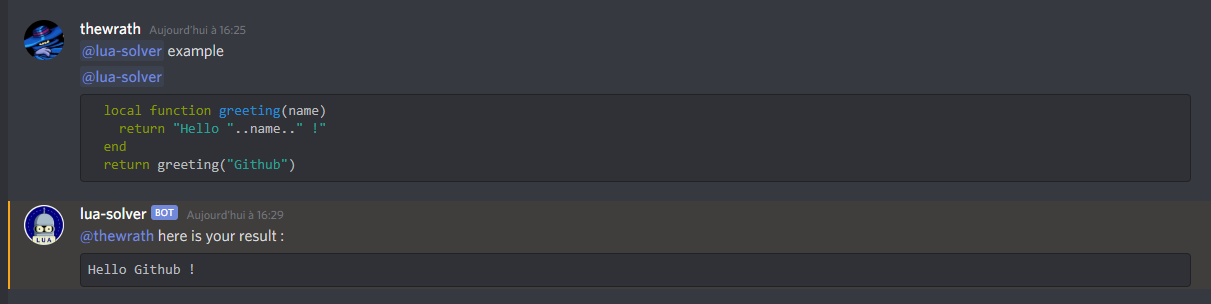 thewrath Aujourd'hui à 16:25
@lua-solver example
@lua-solver
local function greeting(name)
return "Hello "..name.." !"
end
return greeting("Github")
lua-solver BOT Aujourd'hui à 16:29
LUA
@thewrath here is your result :
Hello Github !